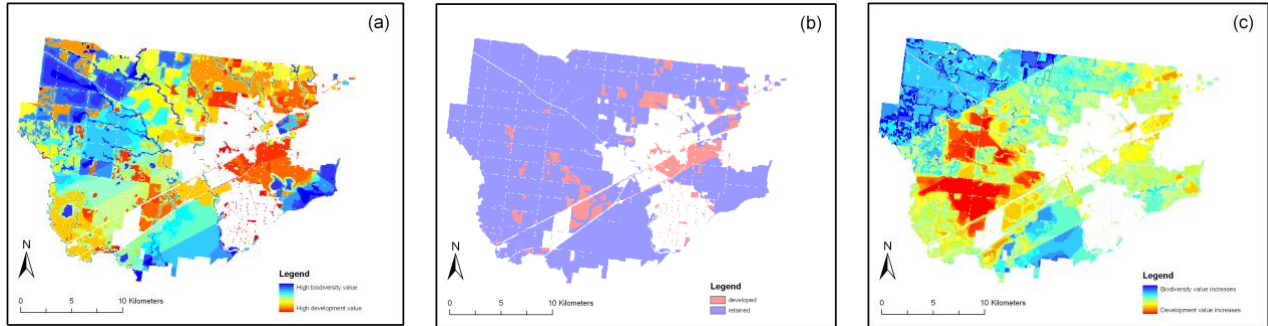 (a)
N
Legend
High biodiversity value
High development value
0 5 10 Kilometers
(b)
N
Legend
developed
retained
0 5 10 Kilometers
(c)
N
Legend
Biodiversity value increases
Development value increases
0 5 10 Kilometers